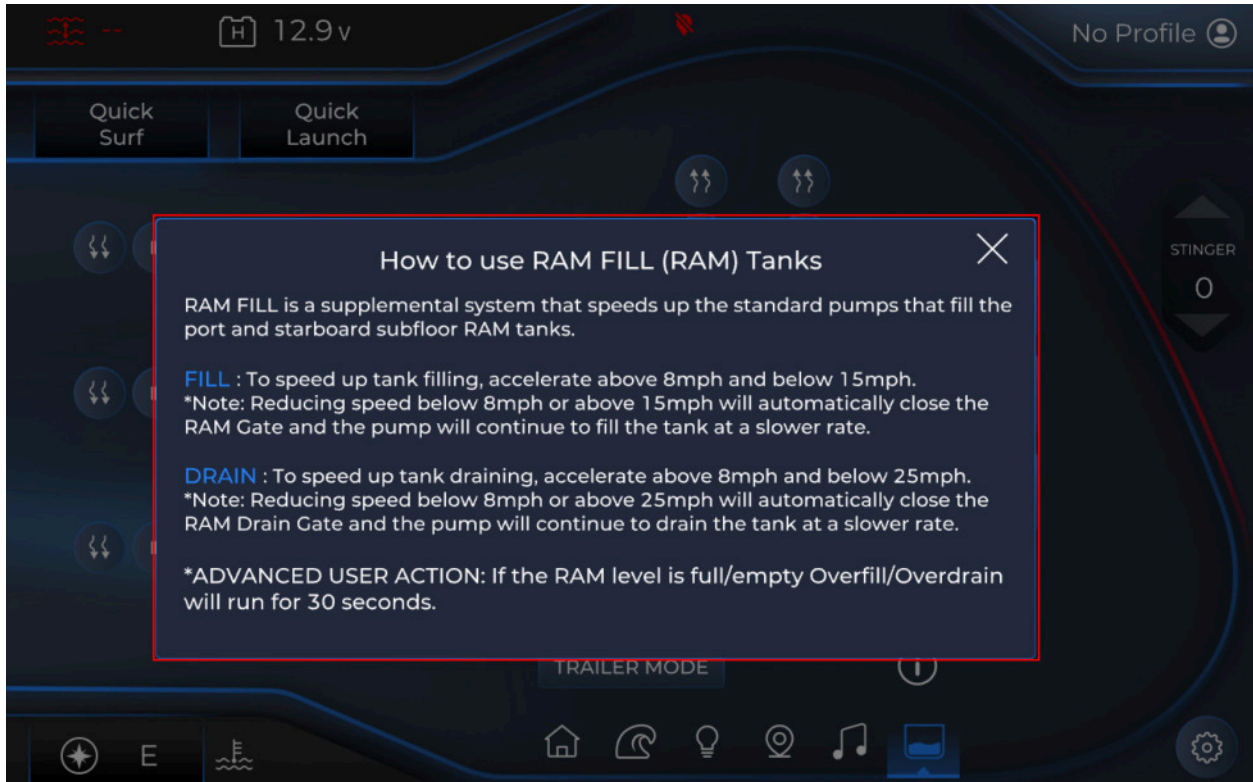 --
H 12.9 v
No Profile
Quick Surf
Quick Launch
STINGER
0
How to use RAM FILL (RAM) Tanks
RAM FILL is a supplemental system that speeds up the standard pumps that fill the
port and starboard subfloor RAM tanks.
FILL : To speed up tank filling, accelerate above 8mph and below 15mph.
*Note: Reducing speed below 8mph or above 15mph will automatically close the
RAM Gate and the pump will continue to fill the tank at a slower rate.
DRAIN : To speed up tank draining, accelerate above 8mph and below 25mph.
*Note: Reducing speed below 8mph or above 25mph will automatically close the
RAM Drain Gate and the pump will continue to drain the tank at a slower rate.
*ADVANCED USER ACTION: If the RAM level is full/empty Overfill/Overdrain
will run for 30 seconds.
TRAILER MODE
E